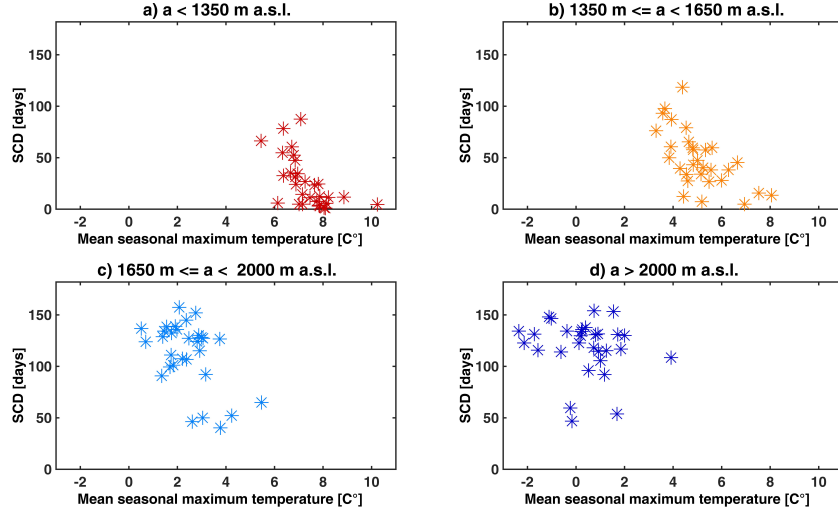 a) a < 1350 m a.s.l.
SCD [days]
150
100
50
0
-2 0 2 4 6 8 10
Mean seasonal maximum temperature [C°]
b) 1350 m <= a < 1650 m a.s.l.
SCD [days]
150
100
50
0
-2 0 2 4 6 8 10
Mean seasonal maximum temperature [C°]
c) 1650 m <= a < 2000 m a.s.l.
SCD [days]
150
100
50
0
-2 0 2 4 6 8 10
Mean seasonal maximum temperature [C°]
d) a > 2000 m a.s.l.
SCD [days]
150
100
50
0
-2 0 2 4 6 8 10
Mean seasonal maximum temperature [C°]